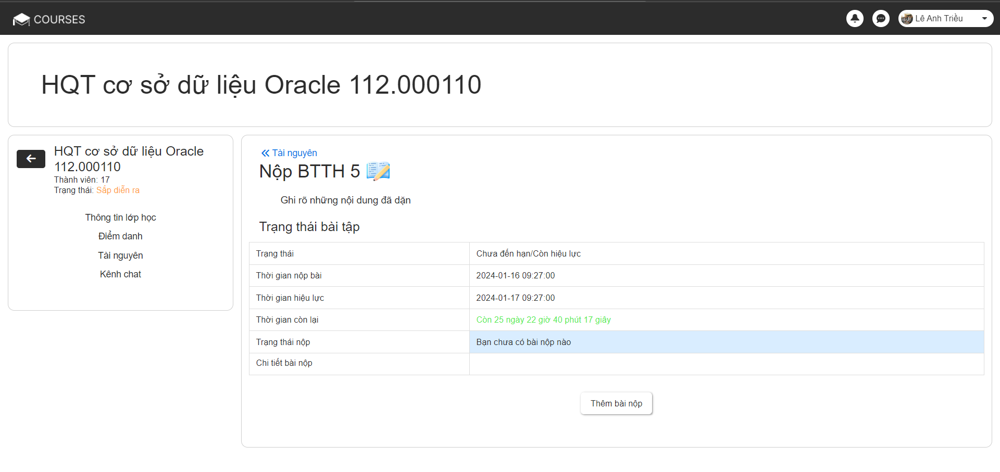 COURSES
Lê Anh Triều
HQT cơ sở dữ liệu Oracle 112.000110
HQT cơ sở dữ liệu Oracle
112.000110
Thành viên: 17
Trạng thái: Sắp diễn ra
Thông tin lớp học
Điểm danh
Tài nguyên
Kênh chat
Tài nguyên
Nộp BTTH 5
Ghi rõ những nội dung đã dặn
Trạng thái bài tập
Trạng thái Chưa đến hạn/Còn hiệu lực
Thời gian nộp bài 2024-01-16 09:27:00
Thời gian hiệu lực 2024-01-17 09:27:00
Thời gian còn lại Còn 25 ngày 22 giờ 40 phút 17 giây
Trạng thái nộp Bạn chưa có bài nộp nào
Chi tiết bài nộp
Thêm bài nộp